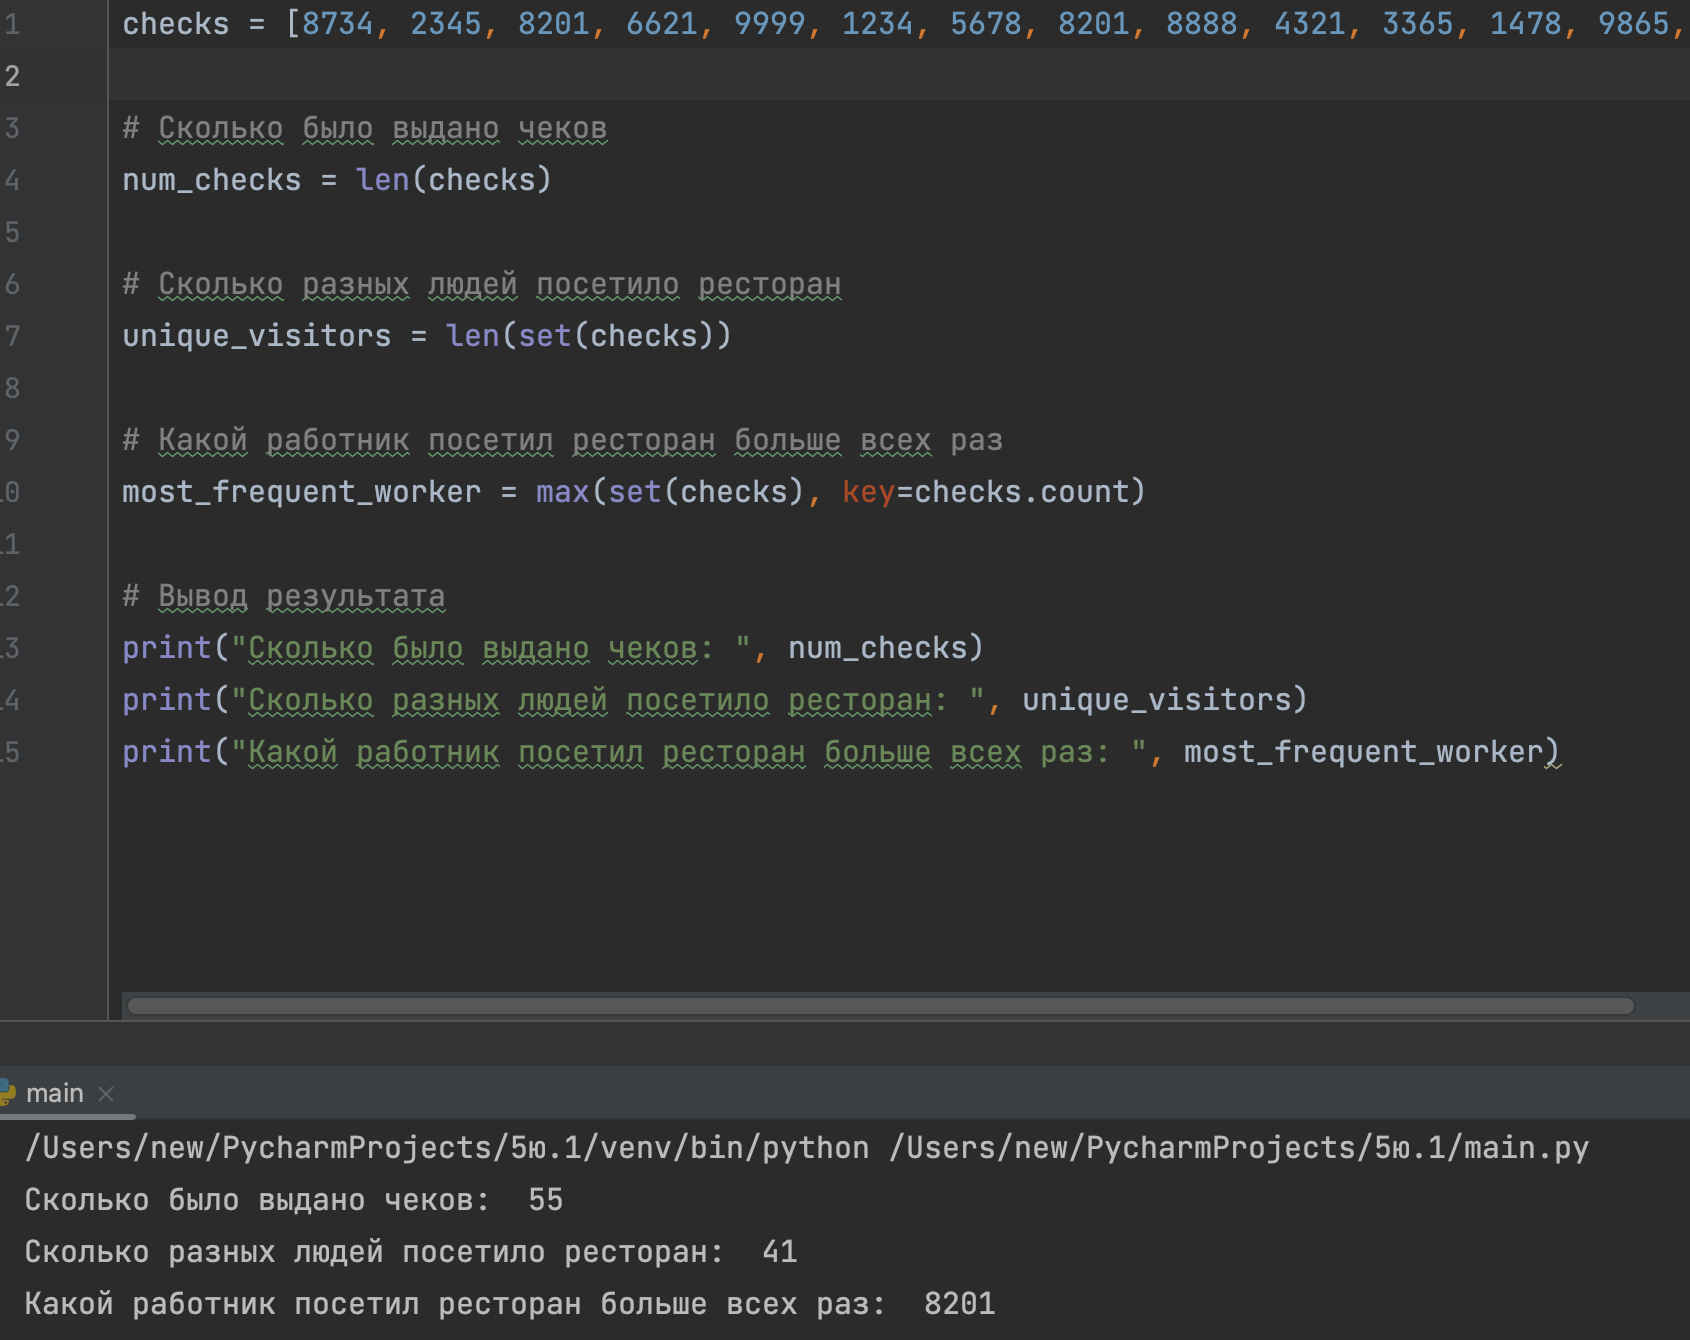 1 checks = [8734, 2345, 8201, 6621, 9999, 1234, 5678, 8201, 8888, 4321, 3365, 1478, 9865,
2
3 # Сколько было выдано чеков
4 num_checks = len(checks)
5
6 # Сколько разных людей посетило ресторан
7 unique_visitors = len(set(checks))
8
9 # Какой работник посетил ресторан больше всех раз
10 most_frequent_worker = max(set(checks), key=checks.count)
11
12 # Вывод результата
13 print("Сколько было выдано чеков: ", num_checks)
14 print("Сколько разных людей посетило ресторан: ", unique_visitors)
15 print("Какой работник посетил ресторан больше всех раз: ", most_frequent_worker)
main ×
/Users/new/PycharmProjects/5ю.1/venv/bin/python /Users/new/PycharmProjects/5ю.1/main.py
Сколько было выдано чеков:  55
Сколько разных людей посетило ресторан:  41
Какой работник посетил ресторан больше всех раз:  8201